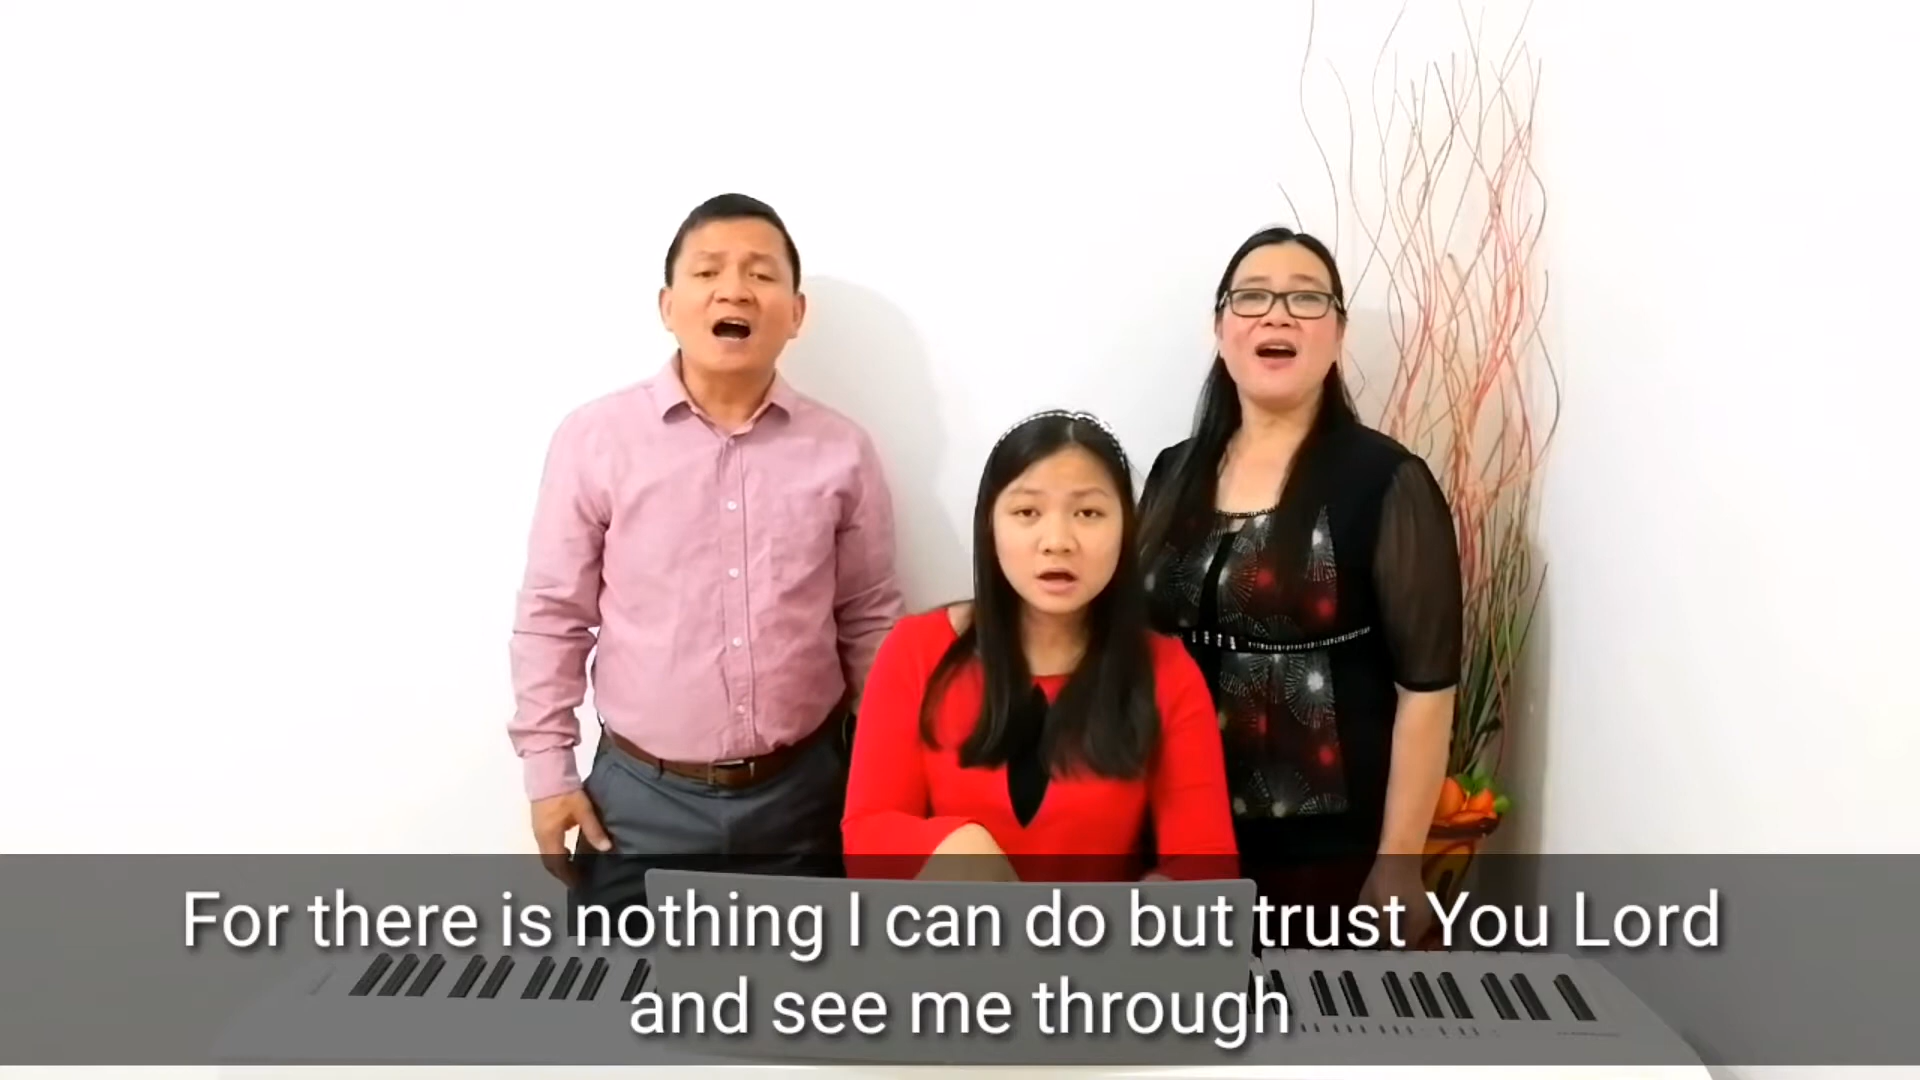 For there is nothing I can do but trust You Lord
and see me through